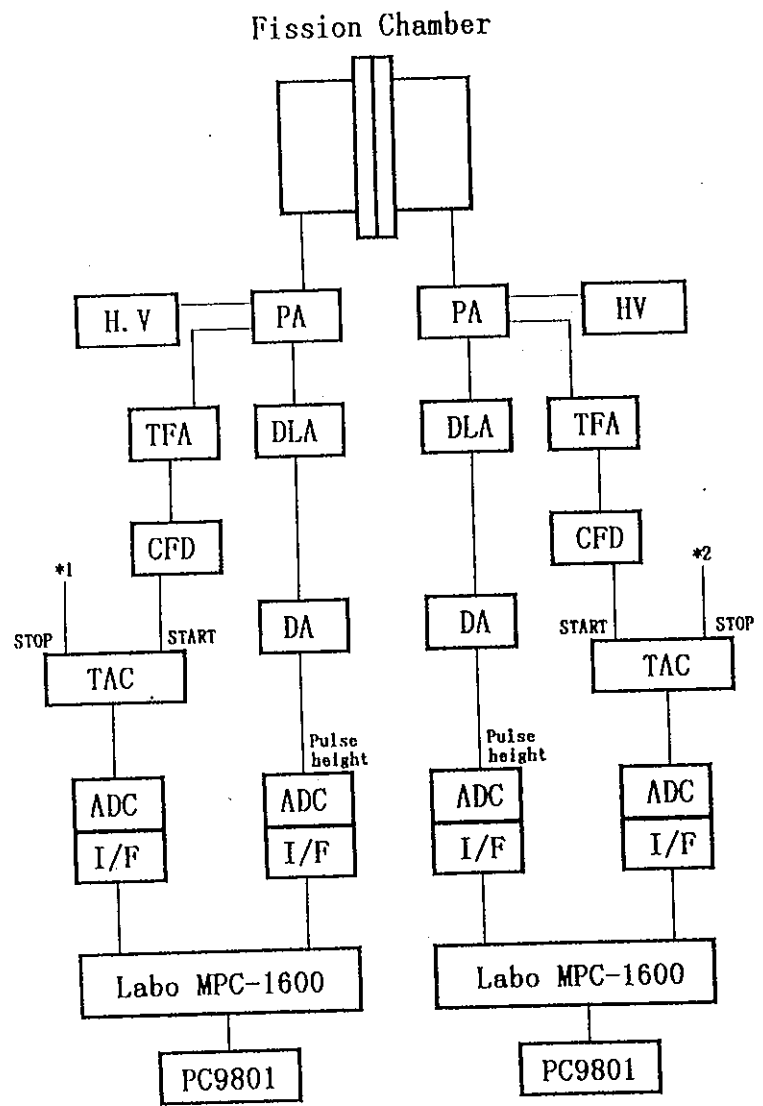 Fission Chamber
H.V
PA
PA
HV
TFA
DLA
DLA
TFA
CFD
CFD
*1
*2
STOP
START
DA
DA
START
STOP
TAC
TAC
Pulse
height
Pulse
height
ADC
ADC
ADC
ADC
I/F
I/F
I/F
I/F
Labo MPC-1600
Labo MPC-1600
PC9801
PC9801